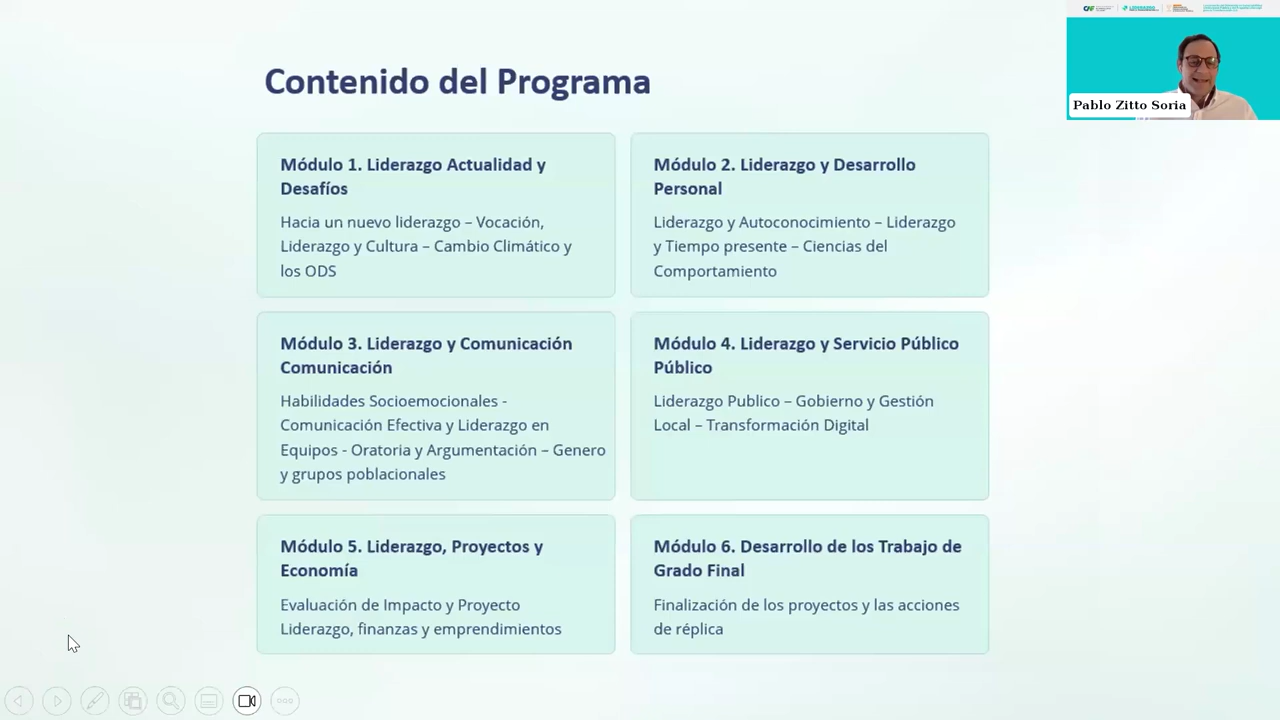 Contenido del Programa
CAF
LIDERAZGO
Pablo Zitto Soria
Módulo 1. Liderazgo Actualidad y
Desafíos
Hacia un nuevo liderazgo – Vocación,
Liderazgo y Cultura – Cambio Climático y
los ODS
Módulo 2. Liderazgo y Desarrollo
Personal
Liderazgo y Autoconocimiento – Liderazgo
y Tiempo presente – Ciencias del
Comportamiento
Módulo 3. Liderazgo y Comunicación
Comunicación
Habilidades Socioemocionales -
Comunicación Efectiva y Liderazgo en
Equipos - Oratoria y Argumentación – Genero
y grupos poblacionales
Módulo 4. Liderazgo y Servicio Público
Público
Liderazgo Publico – Gobierno y Gestión
Local – Transformación Digital
Módulo 5. Liderazgo, Proyectos y
Economía
Evaluación de Impacto y Proyecto
Liderazgo, finanzas y emprendimientos
Módulo 6. Desarrollo de los Trabajo de
Grado Final
Finalización de los proyectos y las acciones
de réplica